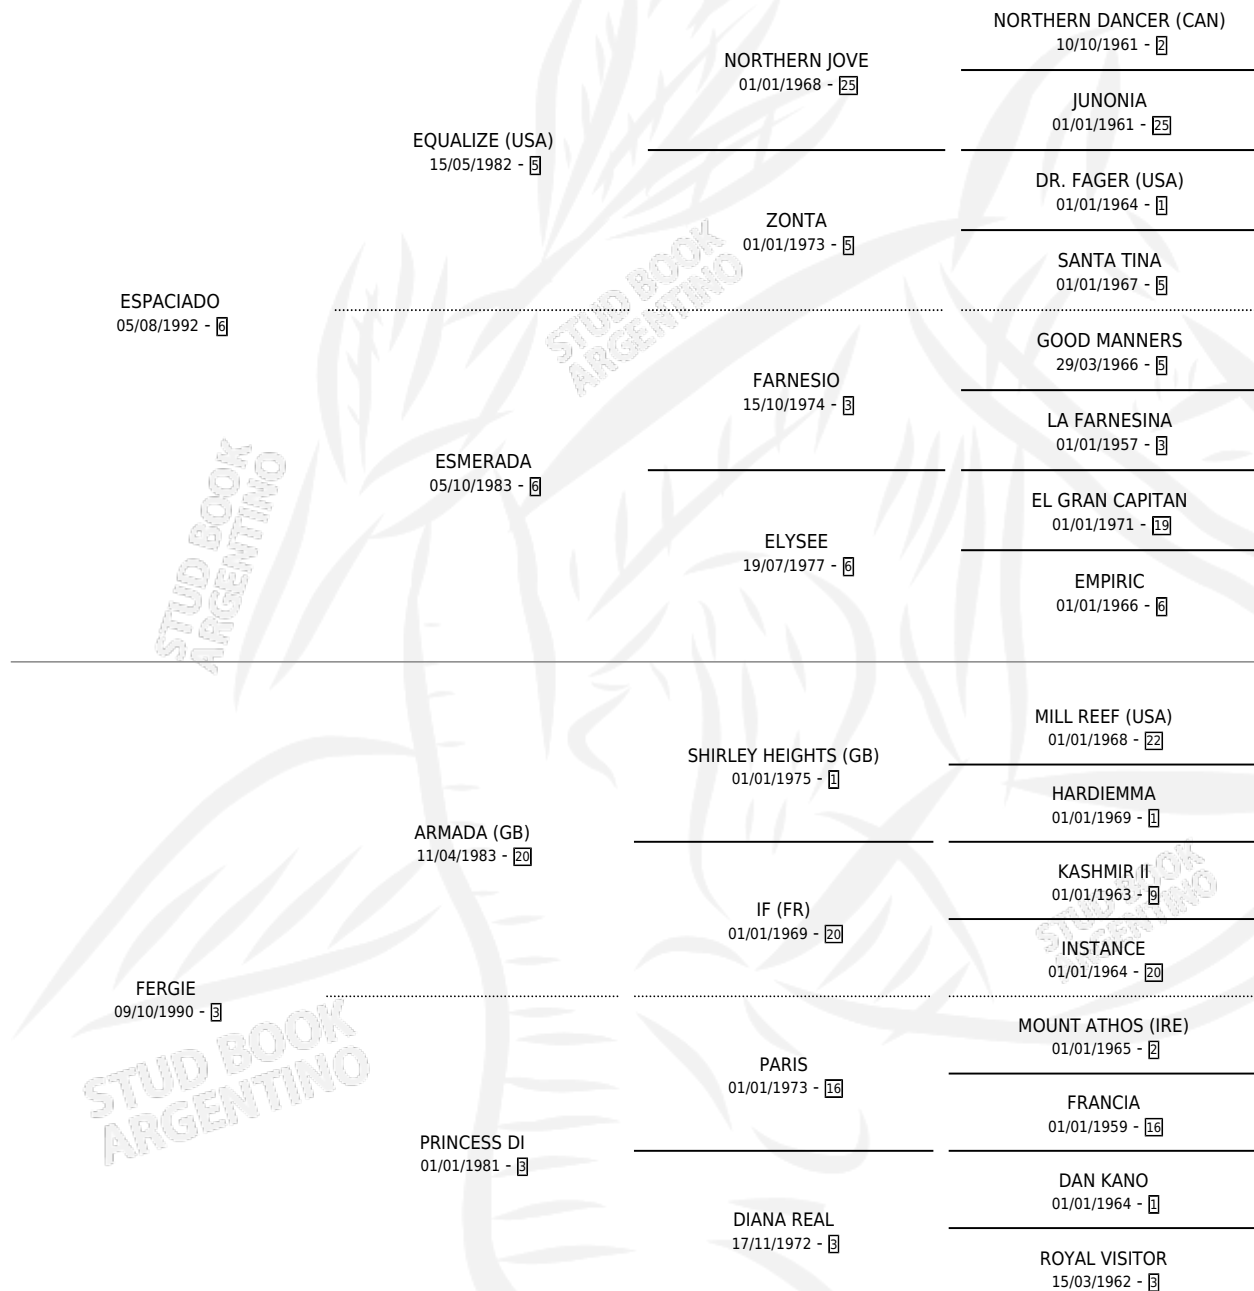 NORTHERN DANCER (CAN)
10/10/1961 - 2
NORTHERN JOVE
01/01/1968 - 25
JUNONIA
01/01/1961 - 25
EQUALIZE (USA)
15/05/1982 - 5
DR. FAGER (USA)
01/01/1964 - 1
ZONTA
01/01/1973 - 5
SANTA TINA
01/01/1967 - 5
ESPACIADO
05/08/1992 - 6
STUD BOOK
ARGENTINO
GOOD MANNERS
29/03/1966 - 5
FARNESIO
15/10/1974 - 3
LA FARNESINA
01/01/1957 - 3
ESMERADA
05/10/1983 - 6
EL GRAN CAPITAN
01/01/1971 - 19
ELYSEE
19/07/1977 - 6
EMPIRIC
01/01/1966 - 6
STUD BOOK
ARGENTINO
MILL REEF (USA)
01/01/1968 - 22
SHIRLEY HEIGHTS (GB)
01/01/1975 - 1
HARDIEMMA
01/01/1969 - 1
ARMADA (GB)
11/04/1983 - 20
KASHMIR II
01/01/1963 - 9
IF (FR)
01/01/1969 - 20
INSTANCE
01/01/1964 - 20
STUD BOOK
ARGENTINO
FERGIE
09/10/1990 - 3
STUD BOOK
ARGENTINO
MOUNT ATHOS (IRE)
01/01/1965 - 2
PARIS
01/01/1973 - 16
FRANCIA
01/01/1959 - 16
PRINCESS DI
01/01/1981 - 3
DAN KANO
01/01/1964 - 1
DIANA REAL
17/11/1972 - 3
ROYAL VISITOR
15/03/1962 - 3